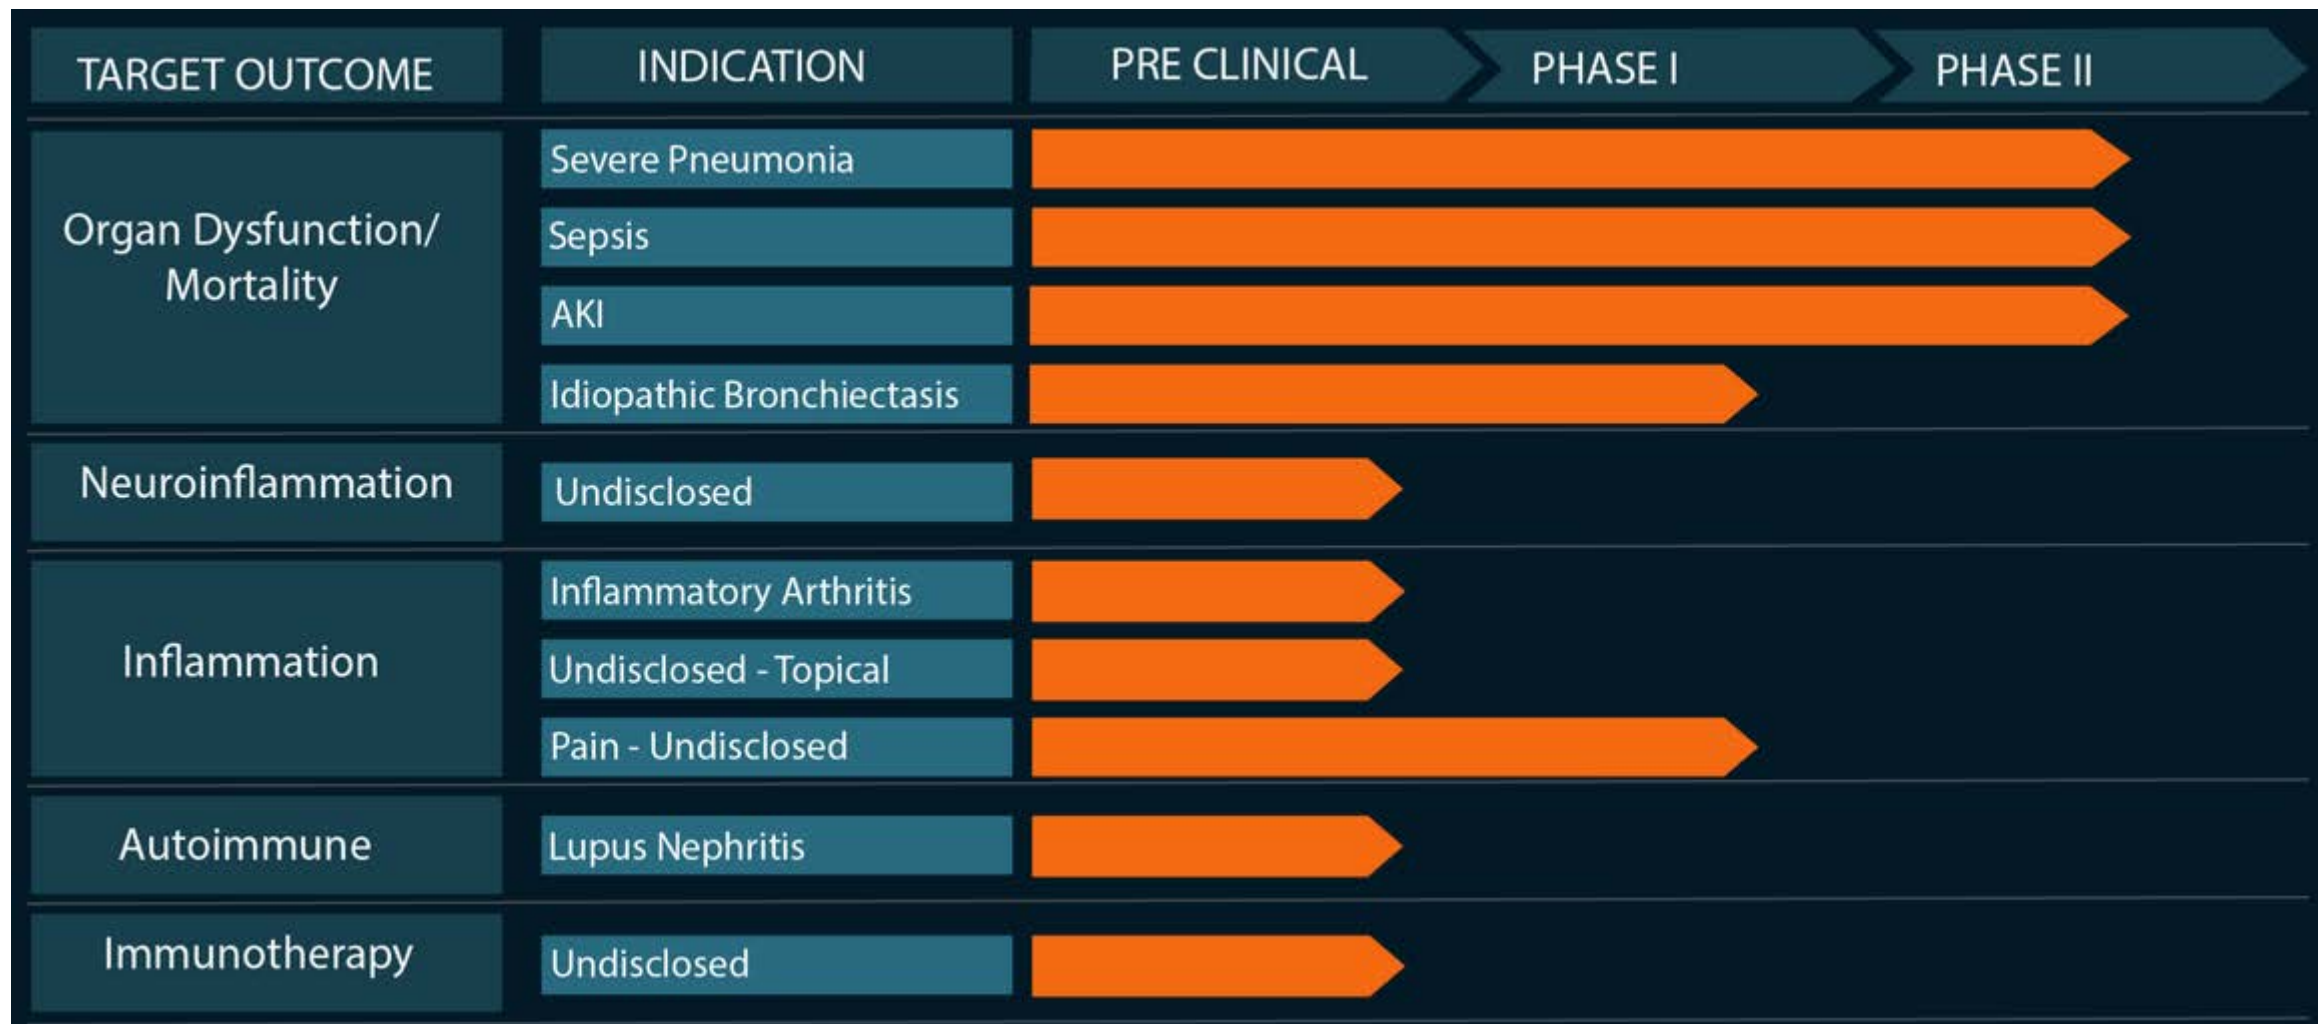 TARGET OUTCOME
INDICATION
PRE CLINICAL
PHASE I
PHASE II
Organ Dysfunction/
Mortality
Severe Pneumonia
Sepsis
AKI
Idiopathic Bronchiectasis
Neuroinflammation
Undisclosed
Inflammation
Inflammatory Arthritis
Undisclosed - Topical
Pain - Undisclosed
Autoimmune
Lupus Nephritis
Immunotherapy
Undisclosed